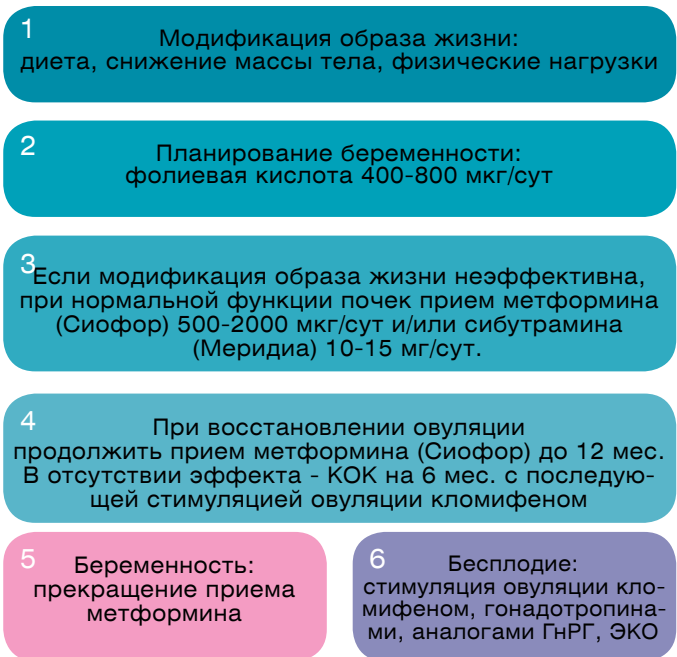 1
Модификация образа жизни:
диета, снижение массы тела, физические нагрузки
2
Планирование беременности:
фолиевая кислота 400-800 мкг/сут
3
Если модификация образа жизни неэффективна,
при нормальной функции почек прием метформина
(Сиофор) 500-2000 мкг/сут и/или сибутрамина
(Меридиа) 10-15 мг/сут.
4
При восстановлении овуляции
продолжить прием метформина (Сиофор) до 12 мес.
В отсутствии эффекта - КОК на 6 мес. с последую-
щей стимуляцией овуляции кломифеном
5
Беременность:
прекращение приема
метформина
6
Бесплодие:
стимуляция овуляции кло-
мифеном, гонадотропина-
ми, аналогами ГнРГ, ЭКО